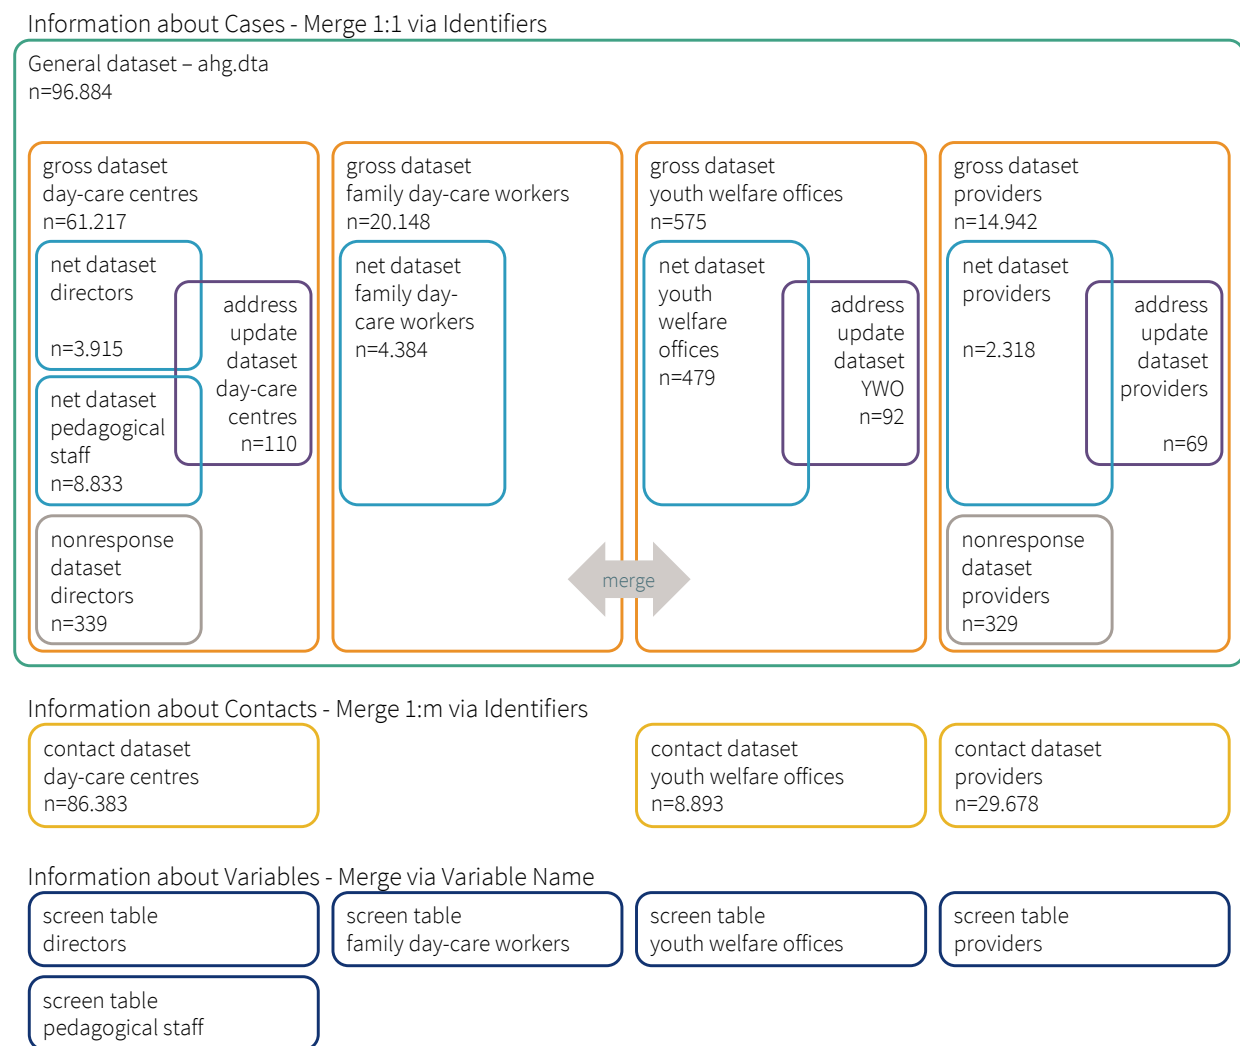 Information about Cases - Merge 1:1 via Identifiers
General dataset – ahg.dta
n=96.884
gross dataset
day-care centres
n=61.217
net dataset
directors
n=3.915
net dataset
pedagogical
staff
n=8.833
address
update
dataset
day-care
centres
n=110
nonresponse
dataset
directors
n=339
gross dataset
family day-care workers
n=20.148
net dataset
family day-
care workers
n=4.384
gross dataset
youth welfare offices
n=575
net dataset
youth
welfare
offices
n=479
address
update
dataset
YWO
n=92
merge
gross dataset
providers
n=14.942
net dataset
providers
n=2.318
address
update
dataset
providers
n=69
nonresponse
dataset
providers
n=329
Information about Contacts - Merge 1:m via Identifiers
contact dataset
day-care centres
n=86.383
contact dataset
youth welfare offices
n=8.893
contact dataset
providers
n=29.678
Information about Variables - Merge via Variable Name
screen table
directors
screen table
family day-care workers
screen table
youth welfare offices
screen table
providers
screen table
pedagogical staff